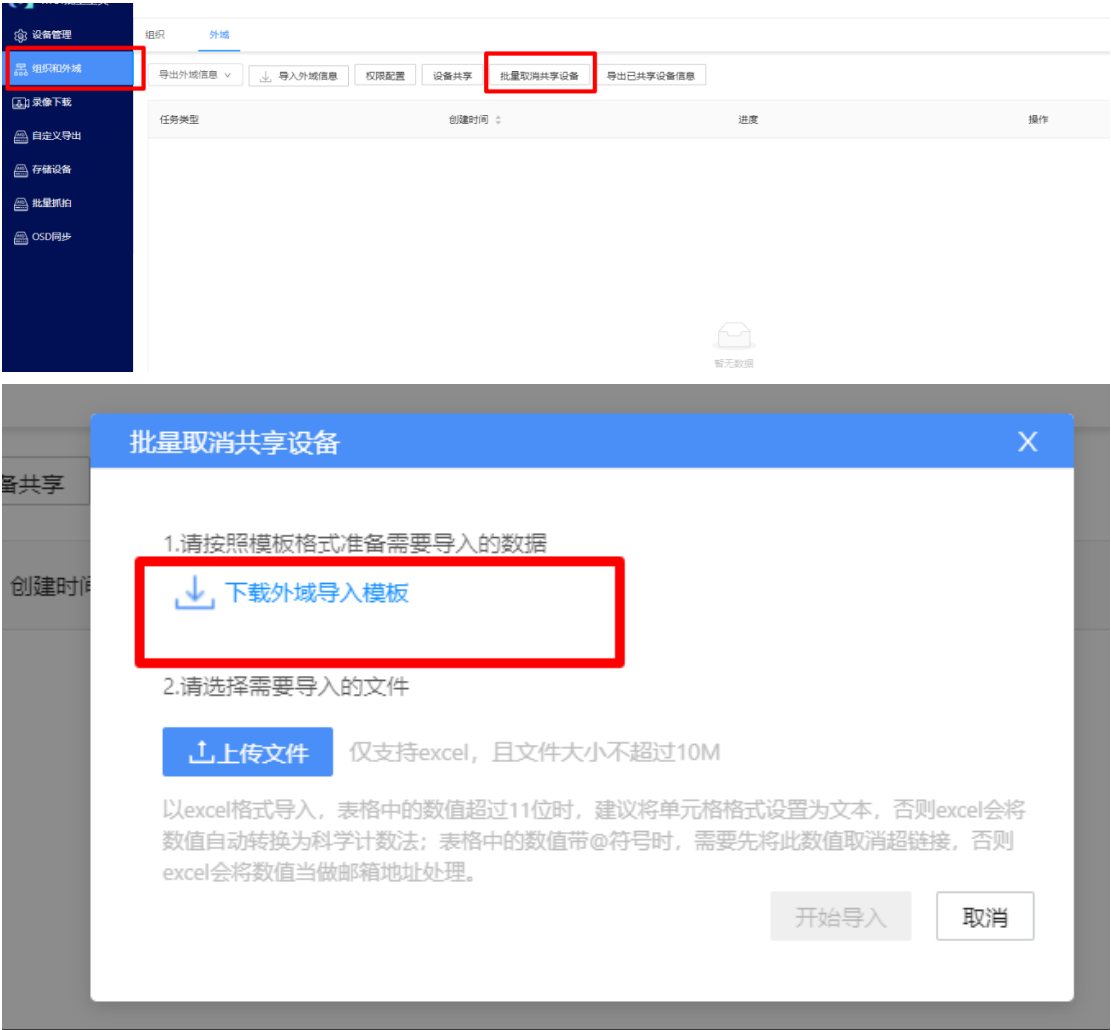 设备管理
组织和外域
录像下载
自定义导出
存储设备
批量抓拍
OSD同步
组织 外域
导出外域信息 导入外域信息 权限配置 设备共享 批量取消共享设备 导出已共享设备信息
任务类型 创建时间 进度 操作
暂无数据
备共享
创建时间
批量取消共享设备 X
1.请按照模板格式准备需要导入的数据
下载外域导入模板
2.请选择需要导入的文件
上传文件 仅支持excel，且文件大小不超过10M
以excel格式导入，表格中的数值超过11位时，建议将单元格格式设置为文本，否则excel会将
数值自动转换为科学计数法；表格中的数值带@符号时，需要先将此数值取消超链接，否则
excel会将数值当做邮箱地址处理。
开始导入 取消